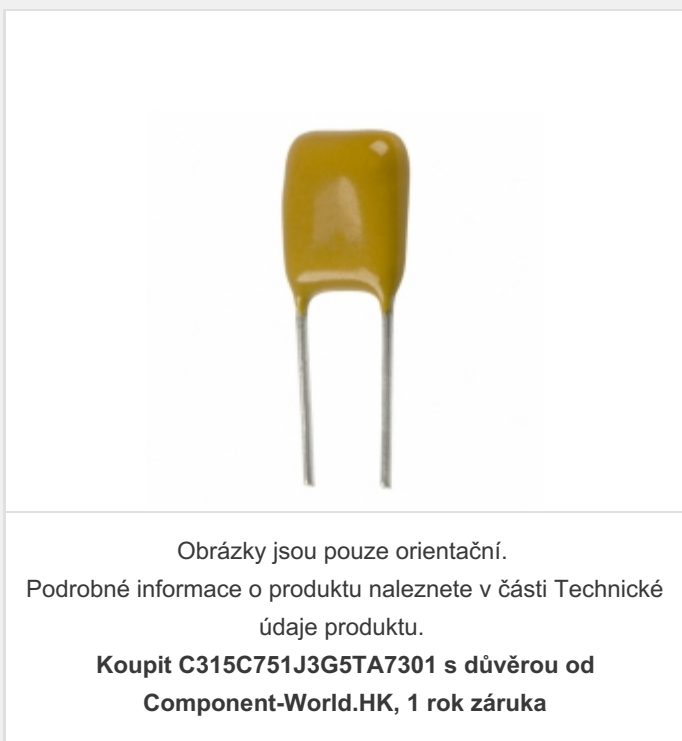 Obrázky jsou pouze orientační.
Podrobné informace o produktu naleznete v části Technické
údaje produktu.
Koupit C315C751J3G5TA7301 s důvěrou od
Component-World.HK, 1 rok záruka